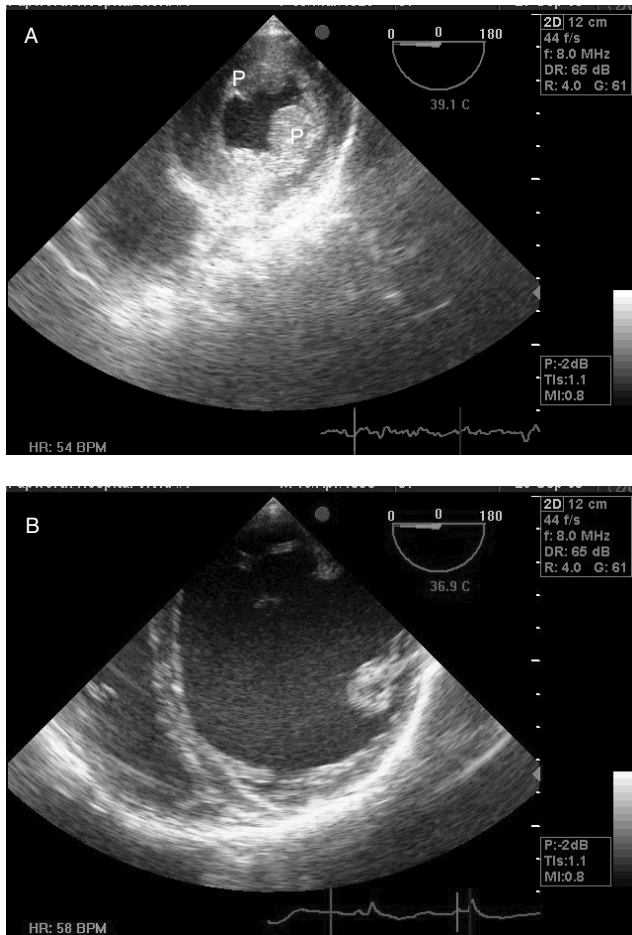 A
P
P
0 0 180
39.1 C
2D 12 cm
44 f/s
f: 8.0 MHz
DR: 65 dB
R: 4.0 G: 61
P:-2dB
TIs:1.1
MI:0.8
HR: 54 BPM
B
0 0 180
36.9 C
2D 12 cm
44 f/s
f: 8.0 MHz
DR: 65 dB
R: 4.0 G: 61
P:-2dB
TIs:1.1
MI:0.8
HR: 58 BPM